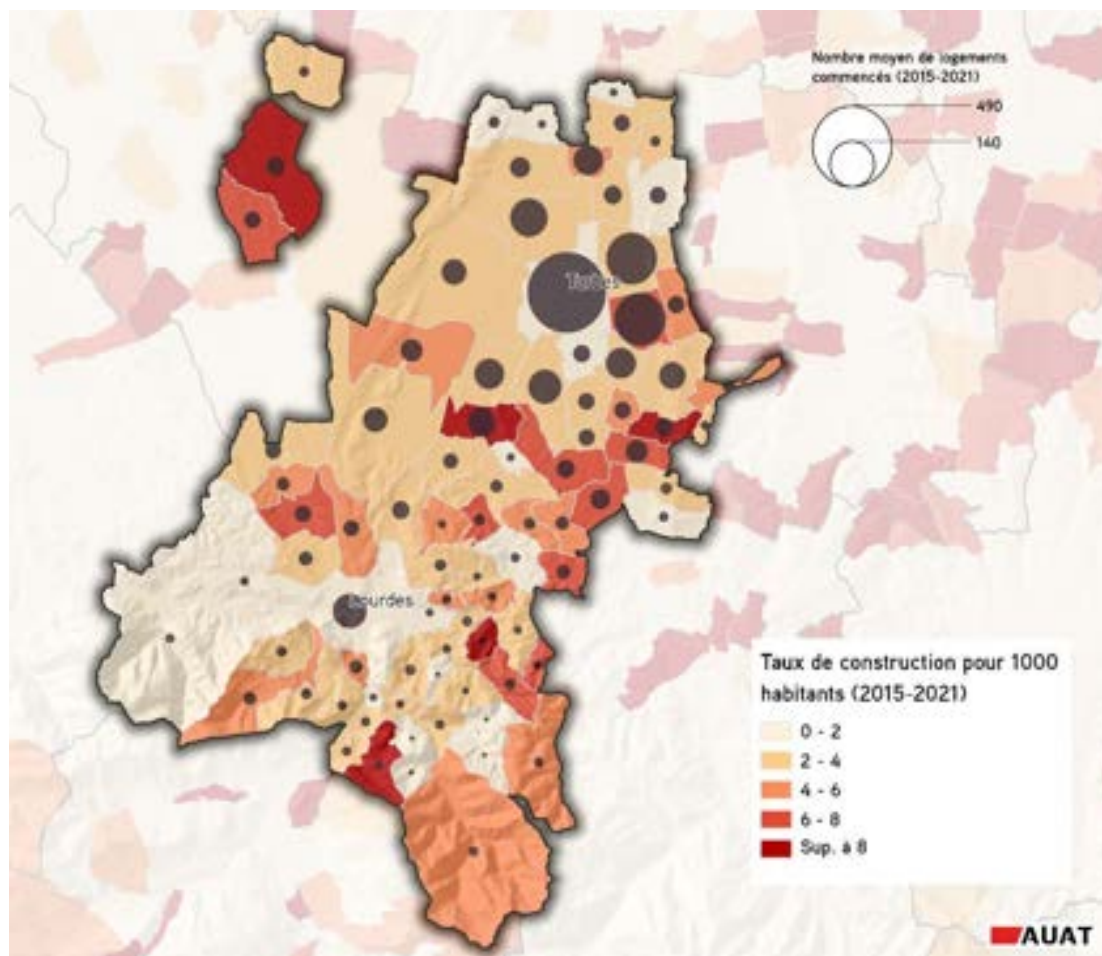 Nombre moyen de logements
commencés (2015-2021)
490
140
Tarbes
Lourdes
Taux de construction pour 1000
habitants (2015-2021)
0 - 2
2 - 4
4 - 6
6 - 8
Sup. à 8
AUAT